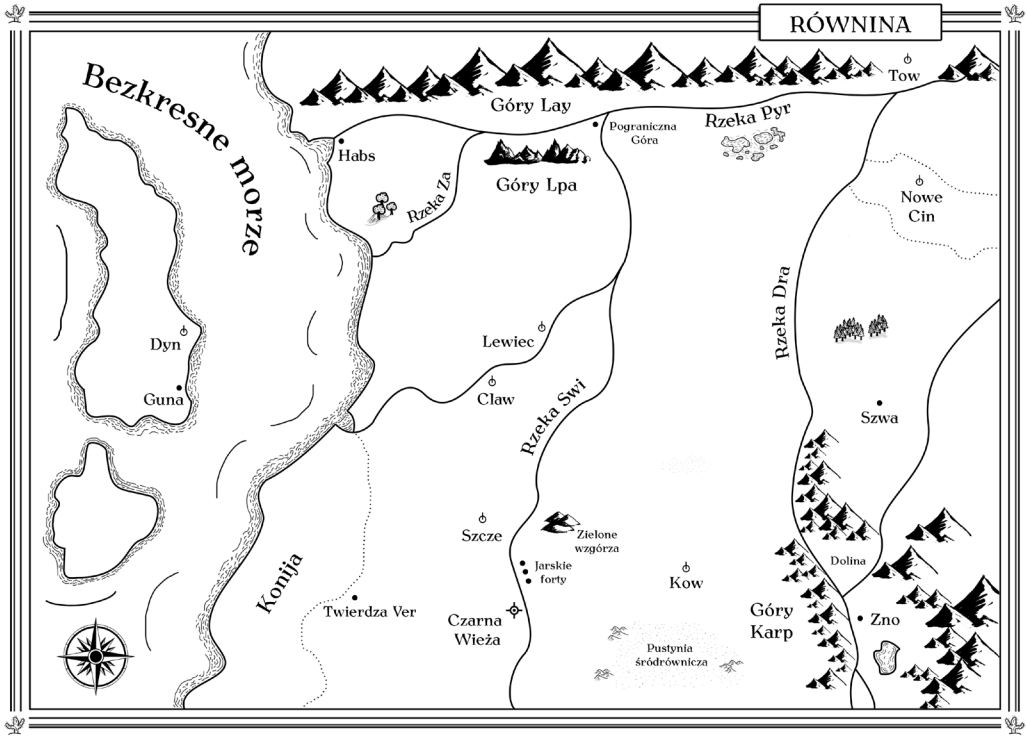 RÓWNINA
Bezkresne morze
Tow
Góry Lay
Rzeka Pyr
Pograniczna
Góra
Habs
Góry Lpa
Rzeka Za
Nowe
Cin
Rzeka Dra
Dyn
Lewiec
Guna
Claw
Szwa
Rzeka Swi
Szcze
Zielone
wzgórza
Jarskie
forty
Dolina
Kow
Konija
Twierdza Ver
Czarna
Wieża
Góry
Karp
Zno
Pustynia
śródrównicza